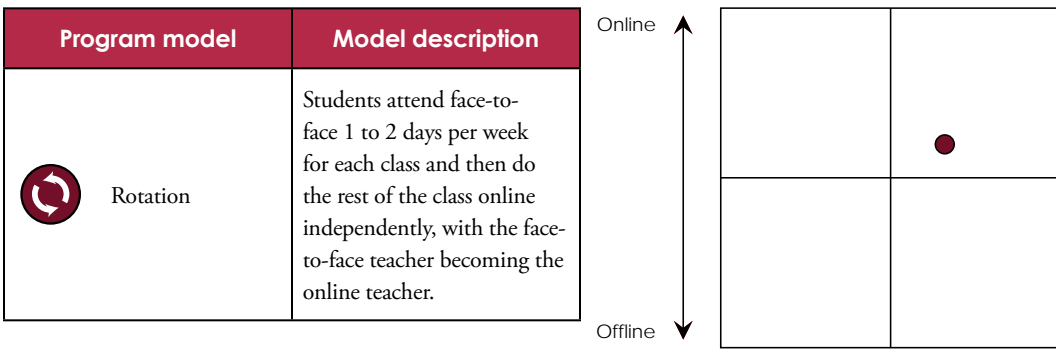 Program model
Model description
Rotation
Students attend face-to-
face 1 to 2 days per week
for each class and then do
the rest of the class online
independently, with the face-
to-face teacher becoming the
online teacher.
Online
Offline